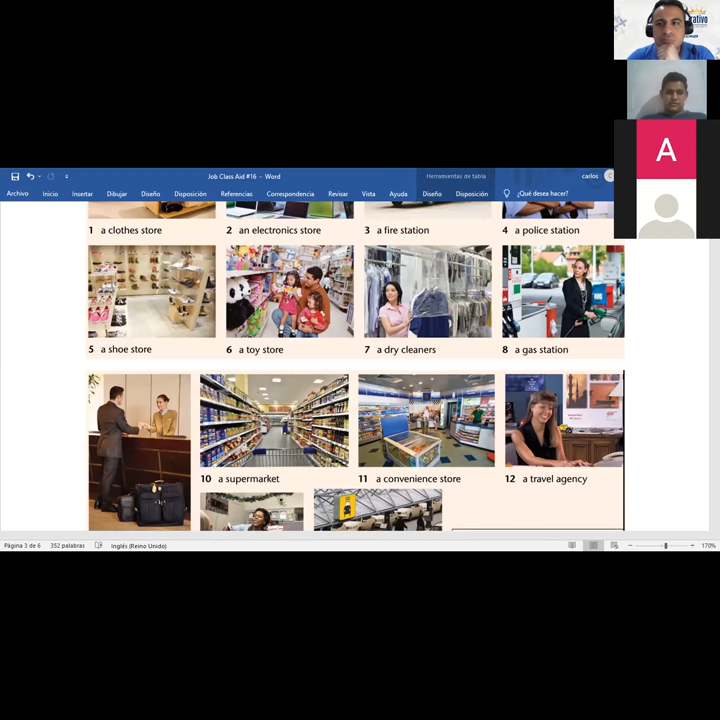 rativo
A
Job Class Aid #16 - Word
Herramientas de tabla
carlos
C
Archivo Inicio Insertar Dibujar Diseño Disposición Referencias Correspondencia Revisar Vista Ayuda Diseño Disposición ¿Qué desea hacer?
1 a clothes store 2 an electronics store 3 a fire station 4 a police station
5 a shoe store 6 a toy store 7 a dry cleaners 8 a gas station
10 a supermarket 11 a convenience store 12 a travel agency
Página 3 de 6 352 palabras Inglés (Reino Unido) 170%